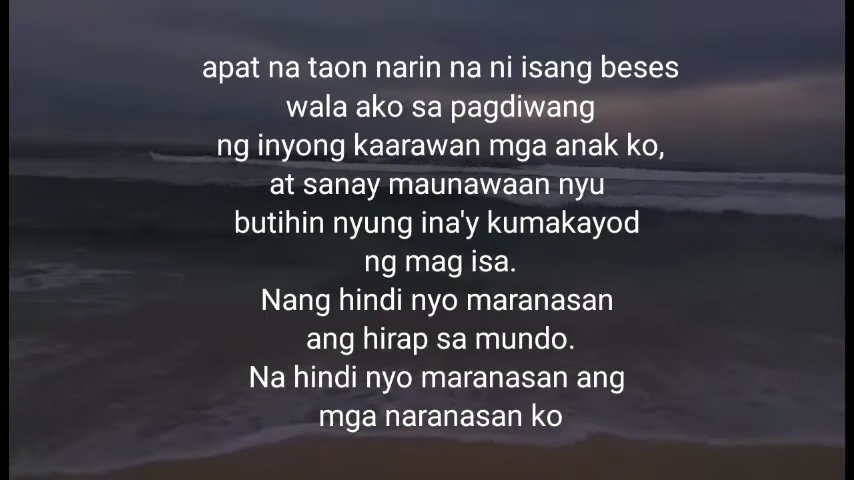 apat na taon narin na ni isang beses
wala ako sa pagdiwang
ng inyong kaarawan mga anak ko,
at sanay maunawaan nyu
butihin nyung ina'y kumakayod
ng mag isa.
Nang hindi nyo maranasan
ang hirap sa mundo.
Na hindi nyo maranasan ang
mga naranasan ko